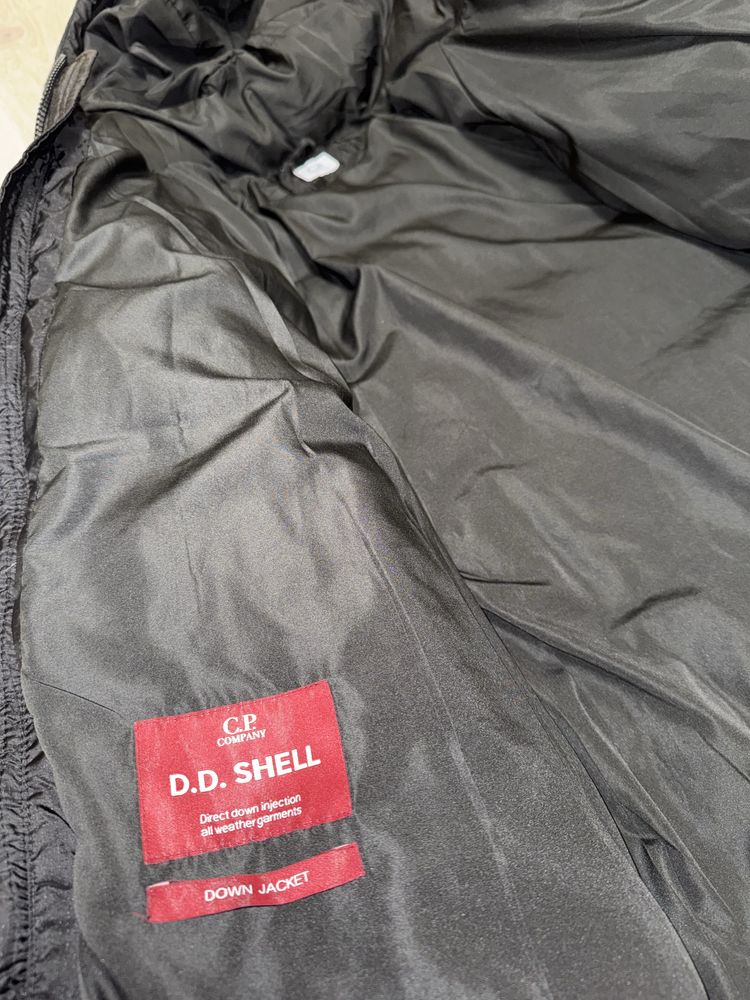 C.P.
COMPANY
D.D. SHELL
Direct down injection
all weather garments
DOWN JACKET